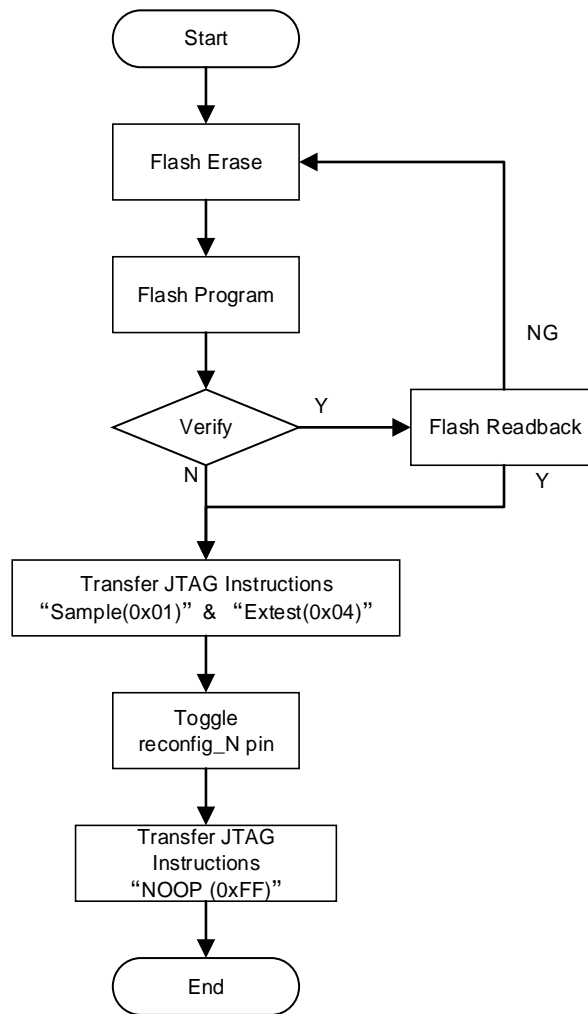 Start
Flash Erase
Flash Program
NG
Verify
Y
Flash Readback
N
Y
Transfer JTAG Instructions
“Sample(0x01)” & “Extest(0x04)”
Toggle
reconfig_N pin
Transfer JTAG
Instructions
“NOOP (0xFF)”
End